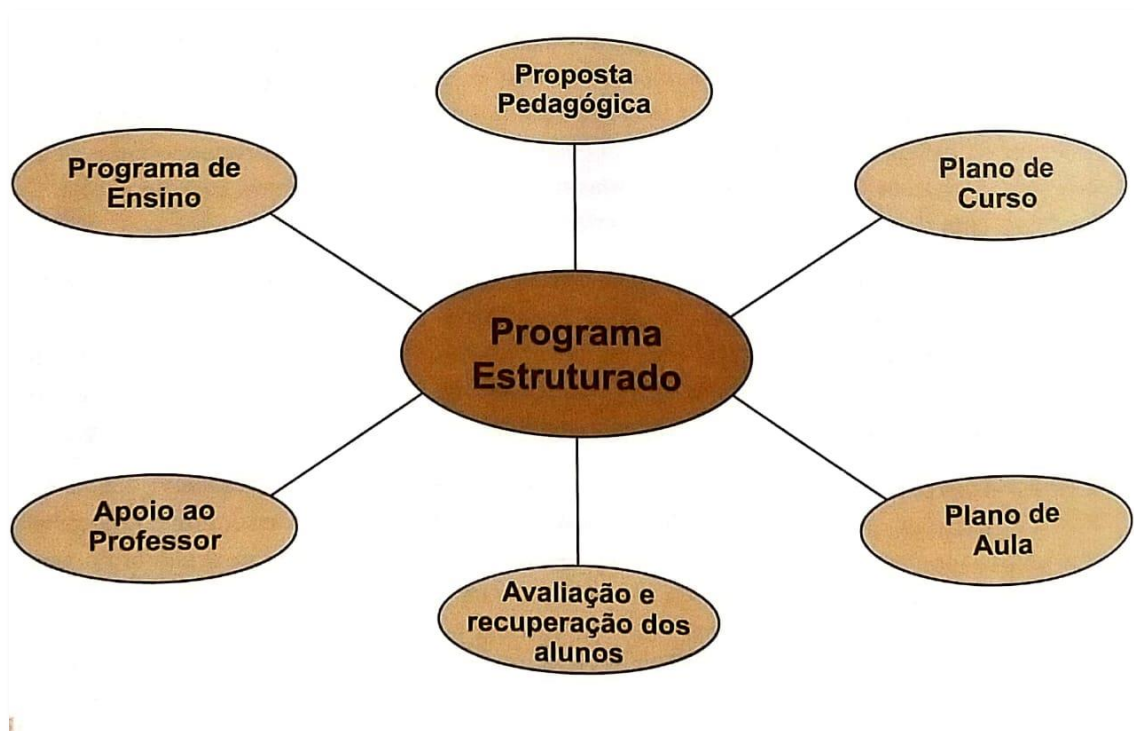 Proposta
Pedagógica
Programa de
Ensino
Plano de
Curso
Programa
Estruturado
Apoio ao
Professor
Plano de
Aula
Avaliação e
recuperação dos
alunos